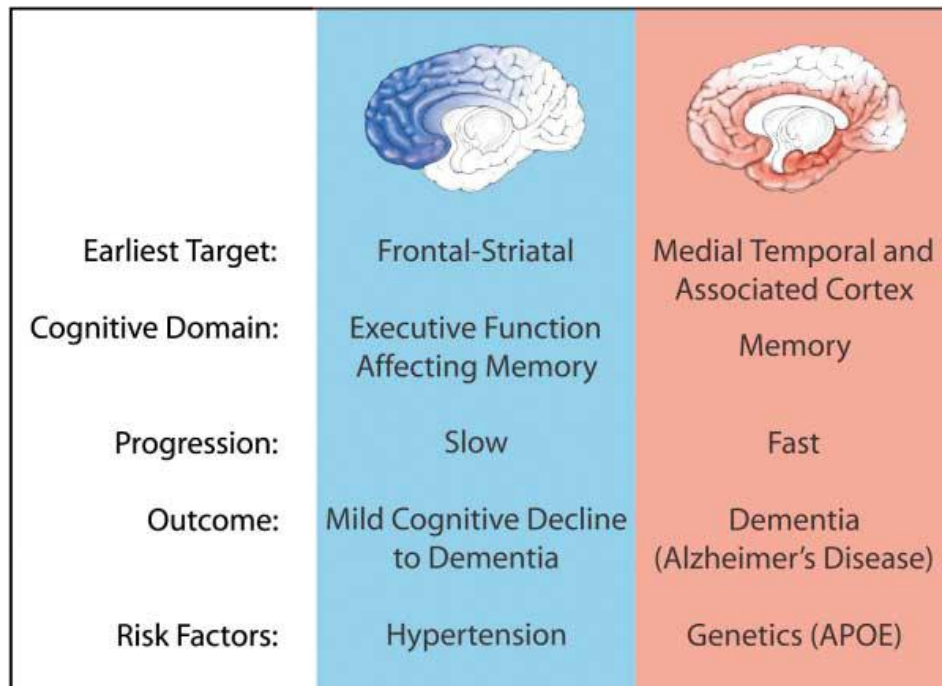 Earliest Target: Frontal-Striatal Medial Temporal and
Associated Cortex
Cognitive Domain: Executive Function
Affecting Memory Memory
Progression: Slow Fast
Outcome: Mild Cognitive Decline
to Dementia Dementia
(Alzheimer’s Disease)
Risk Factors: Hypertension Genetics (APOE)